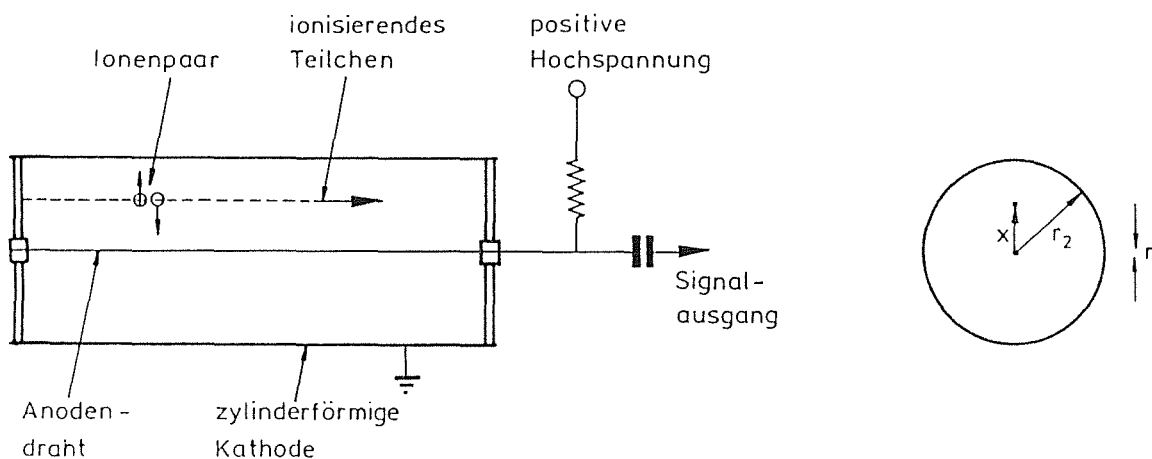 ionisierendes
Teilchen
positive
Hochspannung
Ionenpaar
Signal-
ausgang
Anoden-
draht
zylinderförmige
Kathode
x
r₂
r